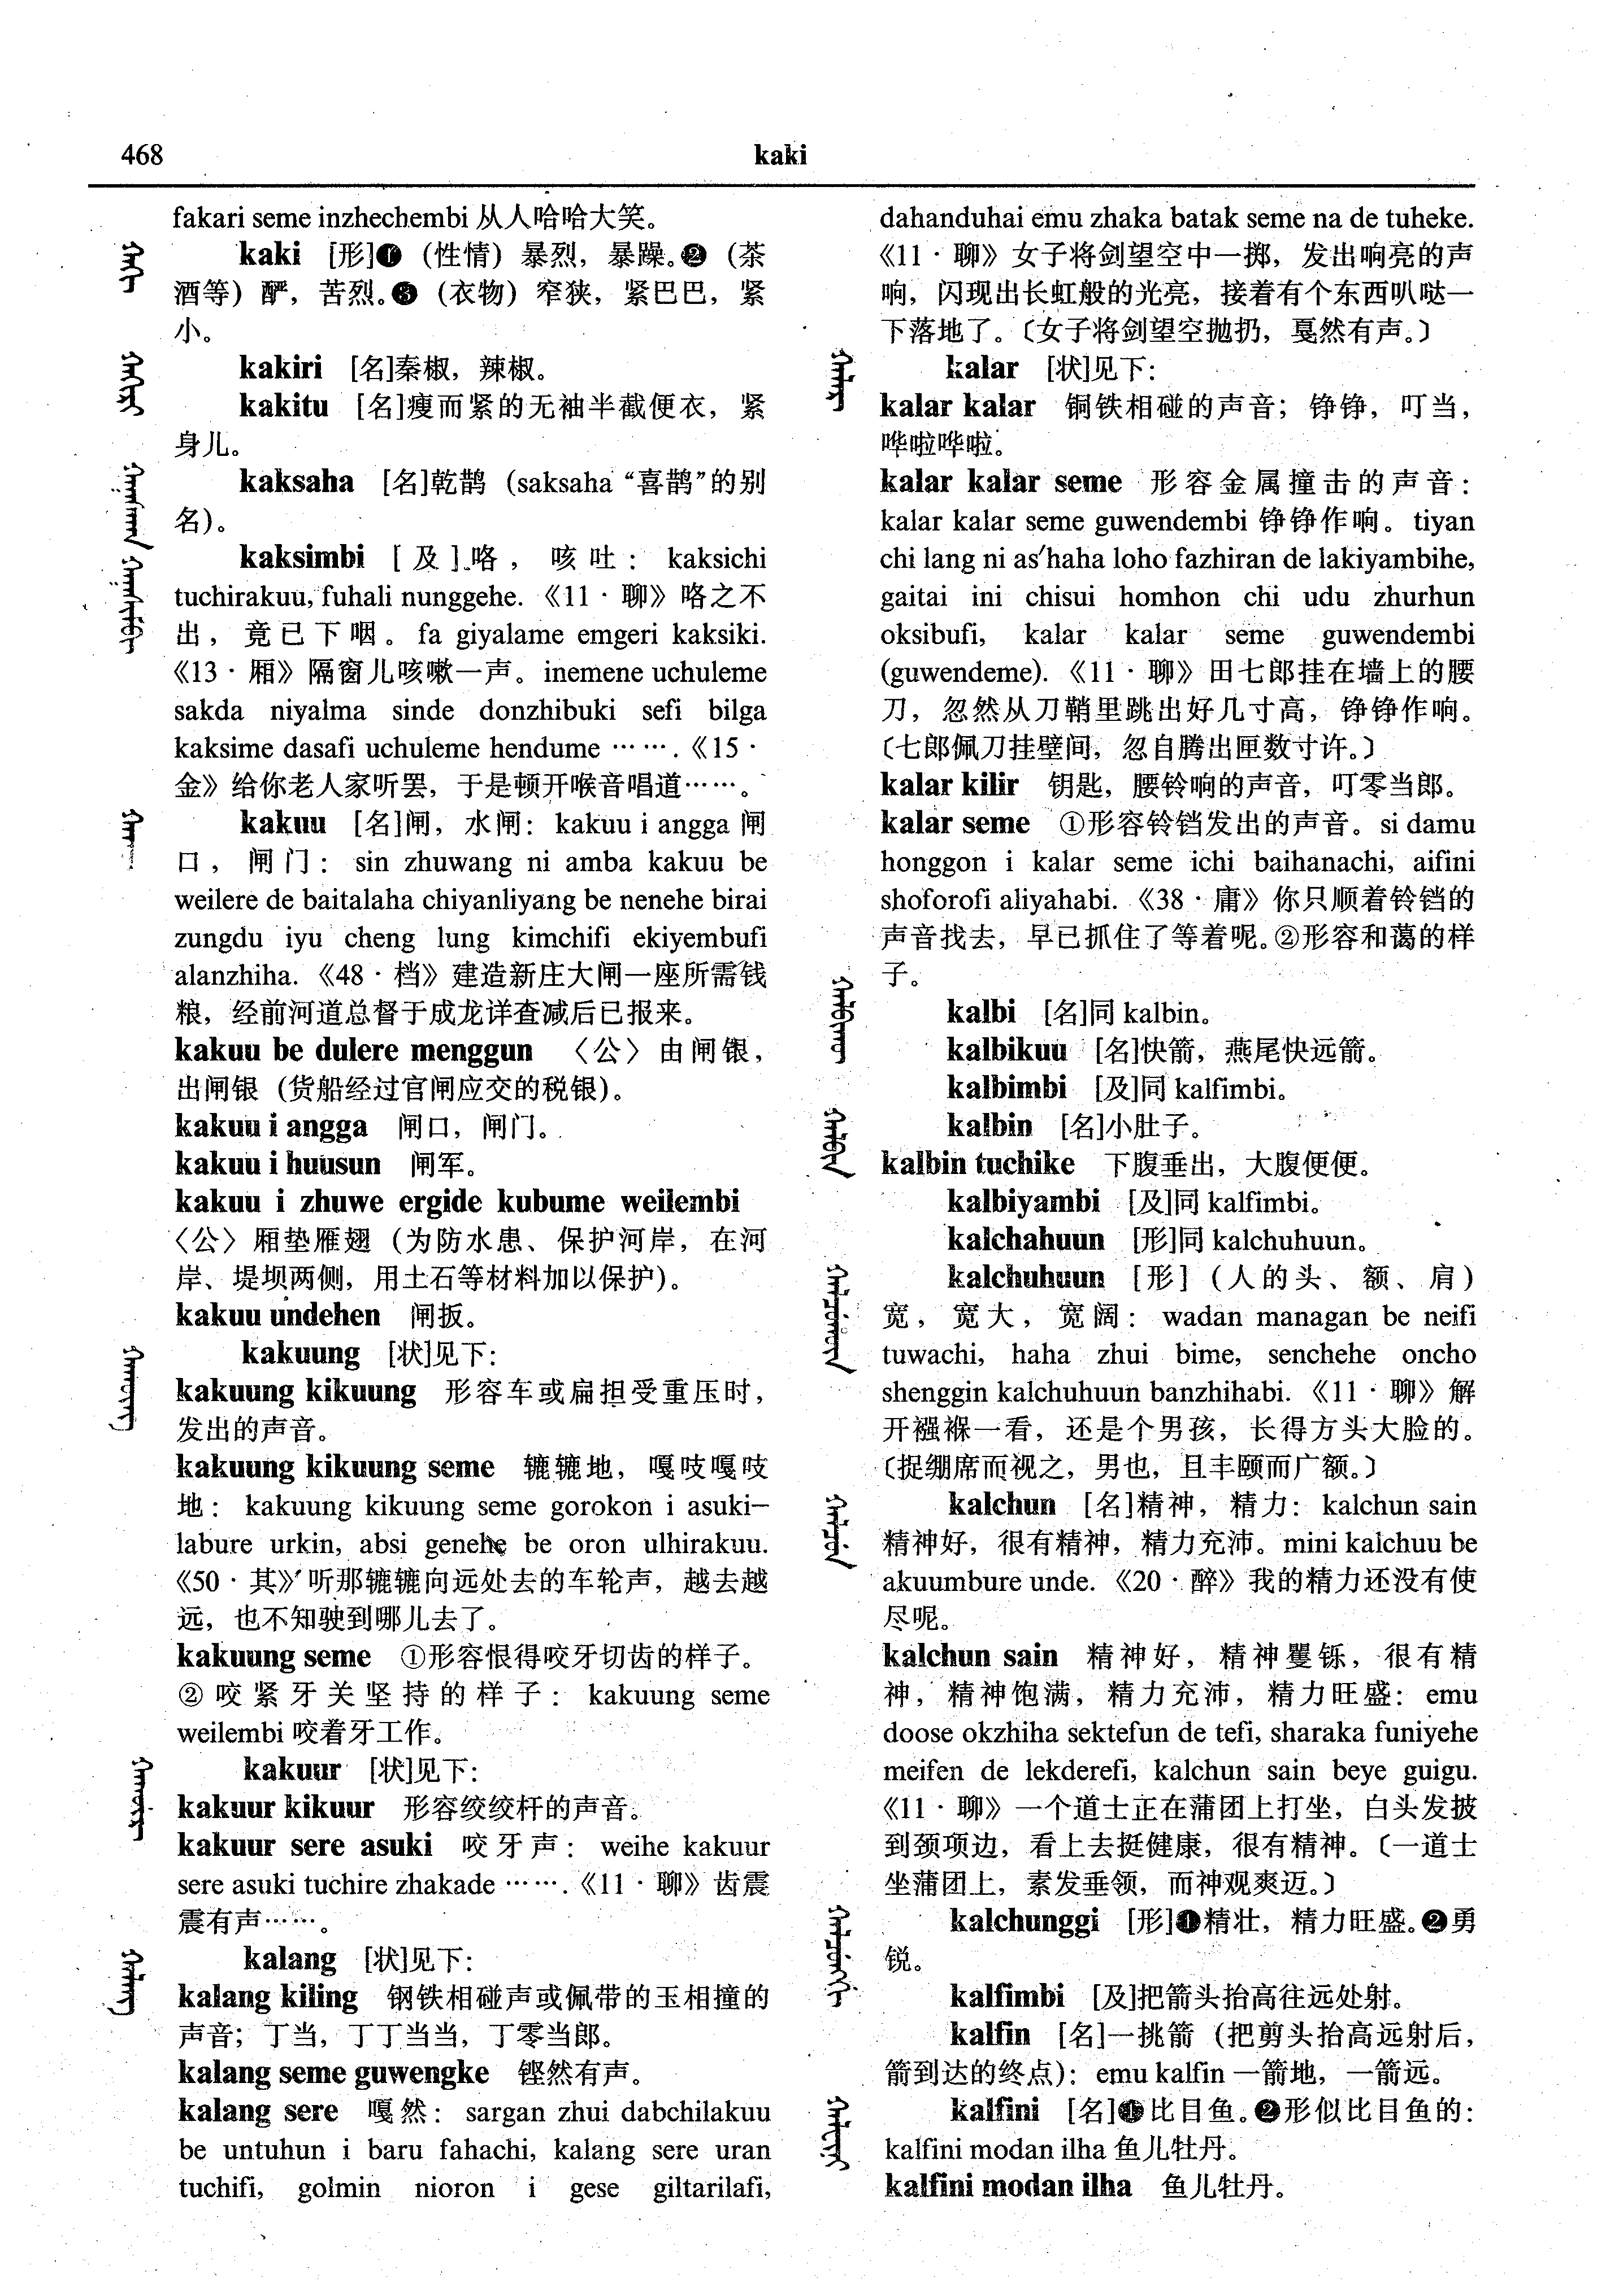 468
kaki
fakari seme inzhechembi 从人哈哈大笑。
kaki [形]❶（性情）暴烈，暴躁。❷（茶
酒等）酽，苦烈。❸（衣物）窄狭，紧巴巴，紧
小。
kakiri [名]秦椒，辣椒。
kakitu [名]瘦而紧的无袖半截便衣，紧
身儿。
kaksaha [名]乾鹊（saksaha “喜鹊”的别
名）。
kaksimbi [及]咯，咳吐：kaksichi
tuchirakuu, fuhali nunggehe.《11·聊》咯之不
出，竟已下咽。fa giyalame emgeri kaksiki.
《13·厢》隔窗儿咳嗽一声。inemene uchuleme
sakda niyalma sinde donzhibuki sefi bilga
kaksime dasafi uchuleme hendume …….《15·
金》给你老人家听罢，于是顿开喉音唱道……。
kakuu [名]闸，水闸：kakuu i angga 闸
口，闸门：sin zhuwang ni amba kakuu be
weilere de baitalaha chiyanliyang be nenehe birai
zungdu iyu cheng lung kimchifi ekiyembufi
alanzhiha.《48·档》建造新庄大闸一座所需钱
粮，经前河道总督于成龙详查减后已报来。
kakuu be dulere menggun 〈公〉由闸银，
出闸银（货船经过官闸应交的税银）。
kakuu i angga 闸口，闸门。
kakuu i huusun 闸军。
kakuu i zhuwe ergide kubume weilembi
〈公〉厢垫雁翅（为防水患、保护河岸，在河
岸、堤坝两侧，用土石等材料加以保护）。
kakuu undehen 闸扳。
kakuung [状]见下：
kakuung kikuung 形容车或扁担受重压时，
发出的声音。
kakuung kikuung seme 辘辘地，嘎吱嘎吱
地：kakuung kikuung seme gorokon i asuki–
labure urkin, absi genehe be oron ulhirakuu.
《50·其》听那辘辘向远处去的车轮声，越去越
远，也不知驶到哪儿去了。
kakuung seme ①形容恨得咬牙切齿的样子。
②咬紧牙关坚持的样子：kakuung seme
weilembi 咬着牙工作。
kakuur [状]见下：
kakuur kikuur 形容绞绞杆的声音。
kakuur sere asuki 咬牙声：weihe kakuur
sere asuki tuchire zhakade …….《11·聊》齿震
震有声……。
kalang [状]见下：
kalang kiling 钢铁相碰声或佩带的玉相撞的
声音；丁当，丁丁当当，丁零当郎。
kalang seme guwengke 铿然有声。
kalang sere 嘎然：sargan zhui dabchilakuu
be untuhun i baru fahachi, kalang sere uran
tuchifi, golmin nioron i gese giltarilafi,
dahanduhai emu zhaka batak seme na de tuheke.
《11·聊》女子将剑望空中一掷，发出响亮的声
响，闪现出长虹般的光亮，接着有个东西叭哒一
下落地了。〔女子将剑望空抛扔，戛然有声。〕
kalar [状]见下：
kalar kalar 铜铁相碰的声音；铮铮，叮当，
哗啦哗啦。
kalar kalar seme 形容金属撞击的声音：
kalar kalar seme guwendembi 铮铮作响。tiyan
chi lang ni as'haha loho fazhiran de lakiyambihe,
gaitai ini chisui homhon chi udu zhurhun
oksibufi, kalar kalar seme guwendembi
(guwendeme).《11·聊》田七郎挂在墙上的腰
刀，忽然从刀鞘里跳出好几寸高，铮铮作响。
〔七郎佩刀挂壁间，忽自腾出匣数寸许。〕
kalar kilir 钥匙，腰铃响的声音，叮零当郎。
kalar seme ①形容铃铛发出的声音。si damu
honggon i kalar seme ichi baihanachi, aifini
shoforofi aliyahabi.《38·庸》你只顺着铃铛的
声音找去，早已抓住了等着呢。②形容和蔼的样
子。
kalbi [名]同 kalbin。
kalbikuu [名]快箭，燕尾快远箭。
kalbimbi [及]同 kalfimbi。
kalbin [名]小肚子。
kalbin tuchike 下腹垂出，大腹便便。
kalbiyambi [及]同 kalfimbi。
kalchahuun [形]同 kalchuhuun。
kalchuhuun [形]（人的头、额、肩）
宽，宽大，宽阔：wadan managan be neifi
tuwachi, haha zhui bime, senchehe oncho
shenggin kalchuhuun banzhihabi.《11·聊》解
开襁褓一看，还是个男孩，长得方头大脸的。
〔捉绷席而视之，男也，且丰颐而广额。〕
kalchun [名]精神，精力：kalchun sain
精神好，很有精神，精力充沛。mini kalchuu be
akuumbure unde.《20·醉》我的精力还没有使
尽呢。
kalchun sain 精神好，精神矍铄，很有精
神，精神饱满，精力充沛，精力旺盛：emu
doose okzhiha sektefun de tefi, sharaka funiyehe
meifen de lekderefi, kalchun sain beye guigu.
《11·聊》一个道士正在蒲团上打坐，白头发披
到颈项边，看上去挺健康，很有精神。〔一道士
坐蒲团上，素发垂领，而神观爽迈。〕
kalchunggi [形]❶精壮，精力旺盛。❷勇
锐。
kalfimbi [及]把箭头抬高往远处射。
kalfin [名]一挑箭（把剪头抬高远射后，
箭到达的终点）：emu kalfin 一箭地，一箭远。
kalfini [名]❶比目鱼。❷形似比目鱼的：
kalfini modan ilha 鱼儿牡丹。
kalfini modan ilha 鱼儿牡丹。